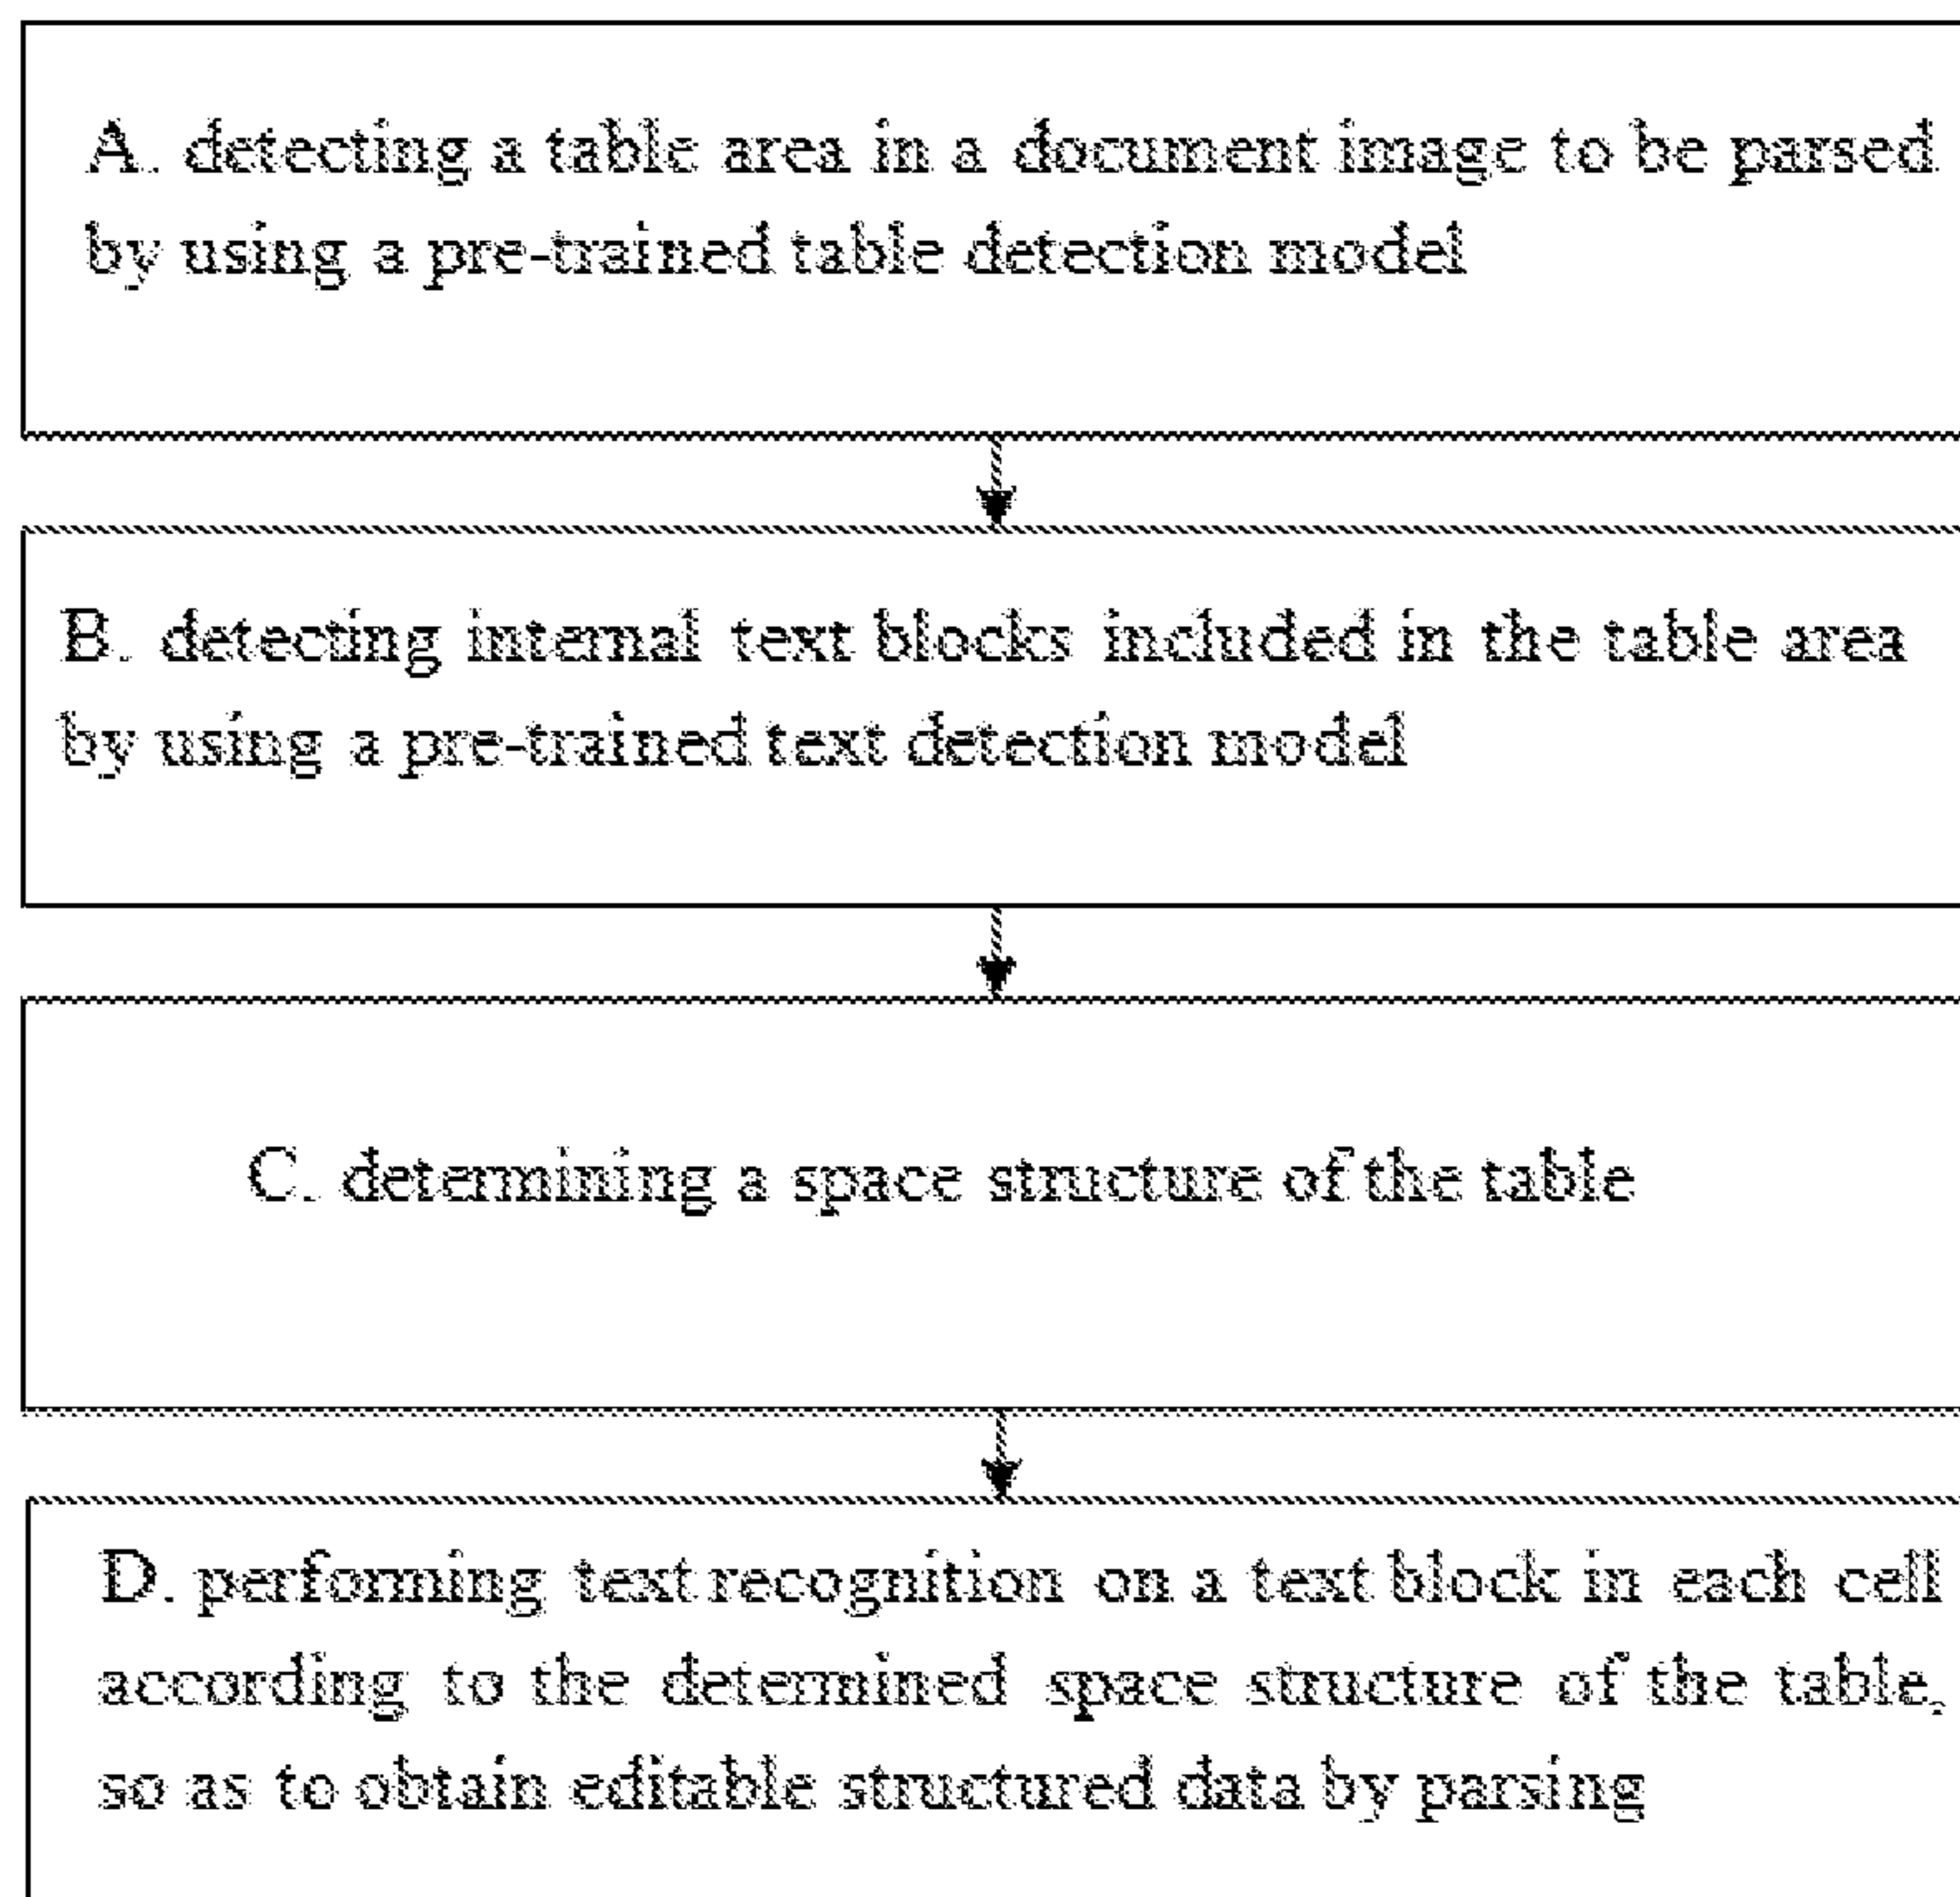 A. detecting a table area in a document image to be parsed
by using a pre-trained table detection model
B. detecting internal text blocks included in the table area
by using a pre-trained text detection model
C. determining a space structure of the table
D. performing text recognition on a text block in each cell
according to the determined space structure of the table,
so as to obtain editable structured data by parsing